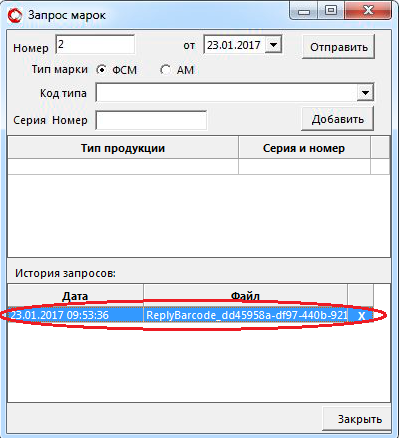 Запрос марок
Номер 2 от 23.01.2017 Отправить
Тип марки ФСМ АМ
Код типа
Серия Номер Добавить
Тип продукции Серия и номер
История запросов:
Дата Файл
23.01.2017 09:53:36 ReplyBarcode_dd45958a-df97-440b-921 X
Закрыть